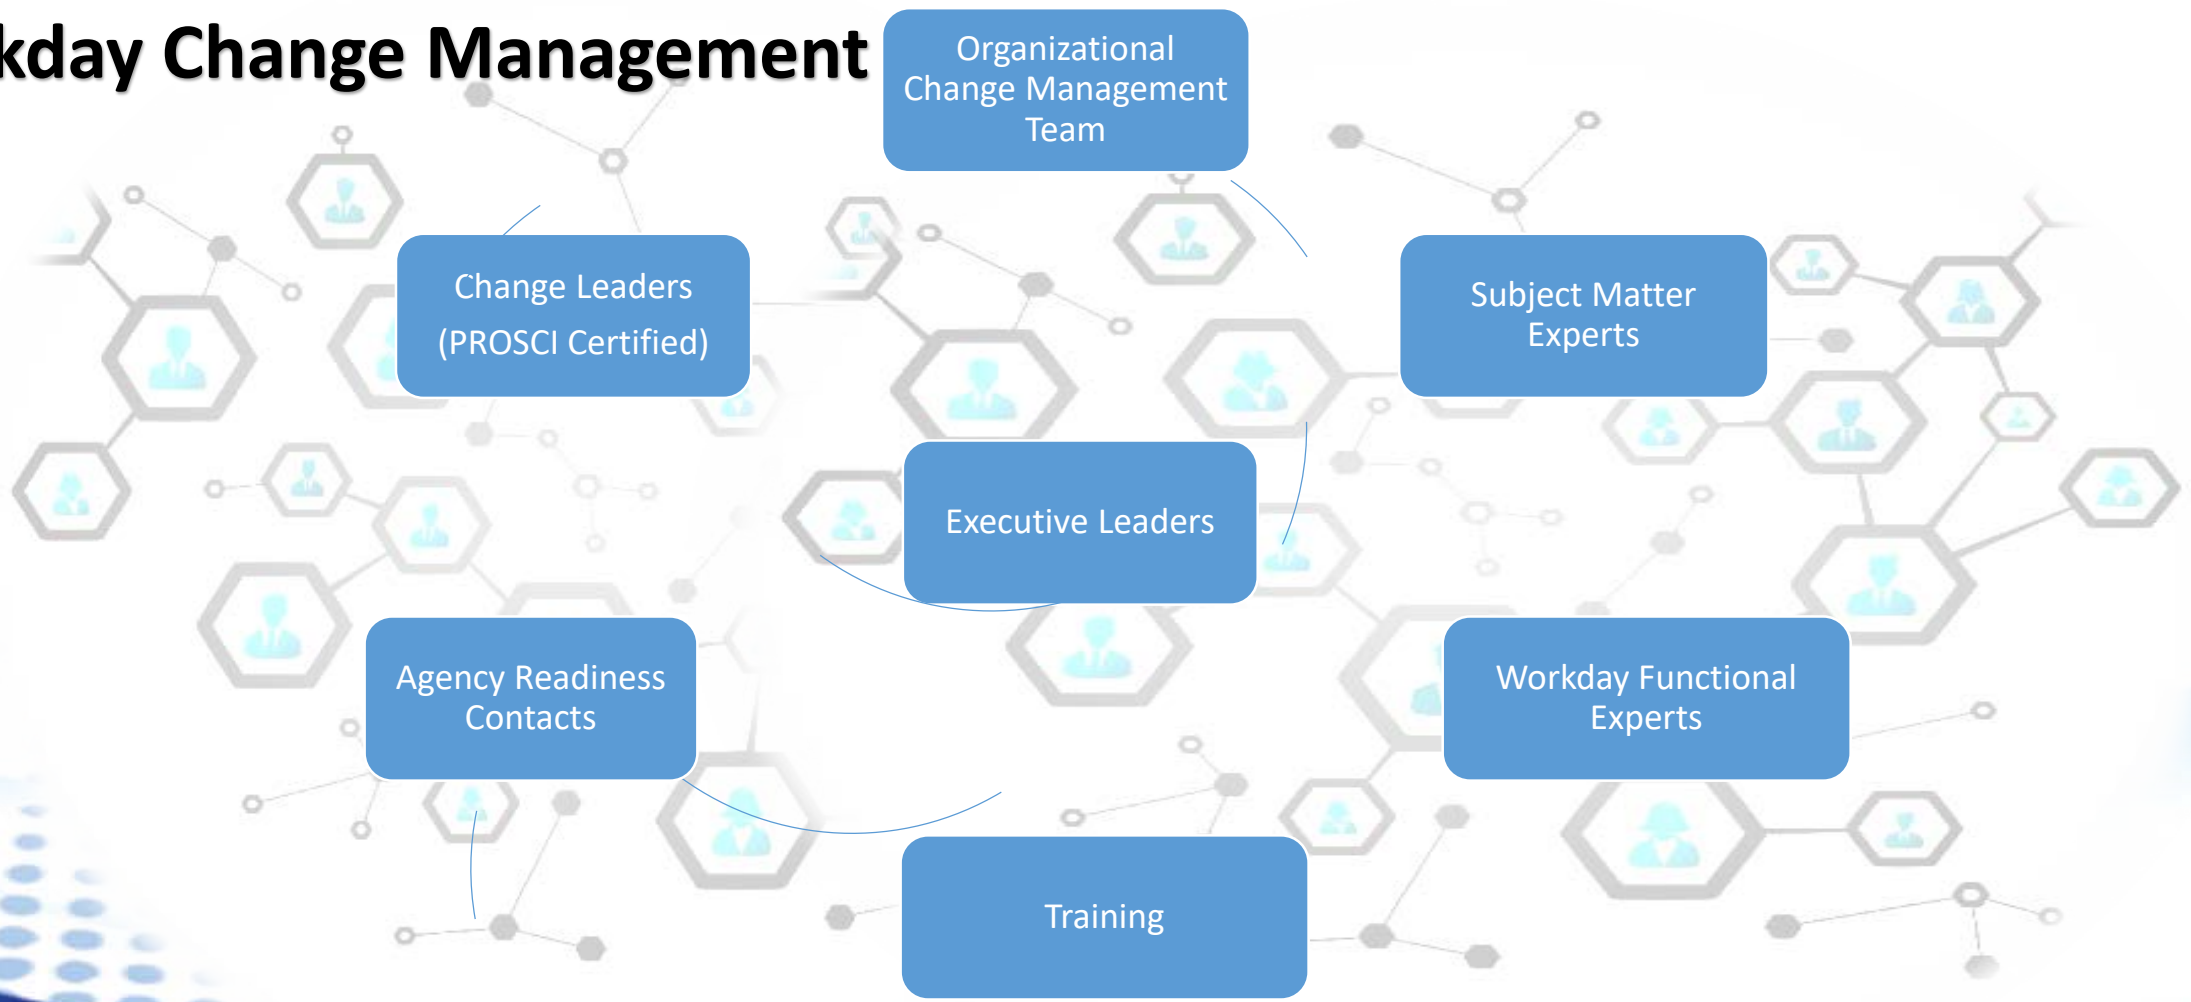 kday Change Management
Organizational
Change Management
Team
Change Leaders
(PROSCI Certified)
Subject Matter
Experts
Executive Leaders
Agency Readiness
Contacts
Workday Functional
Experts
Training